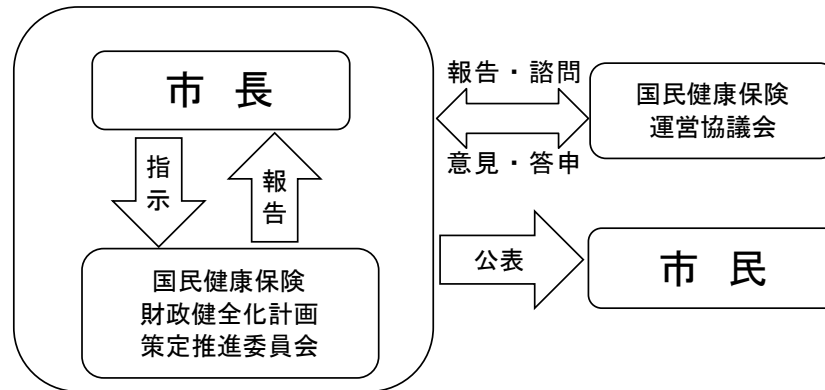 市 長
指示
報告
国民健康保険
財政健全化計画
策定推進委員会
報告・諮問
意見・答申
国民健康保険
運営協議会
公表
市 民